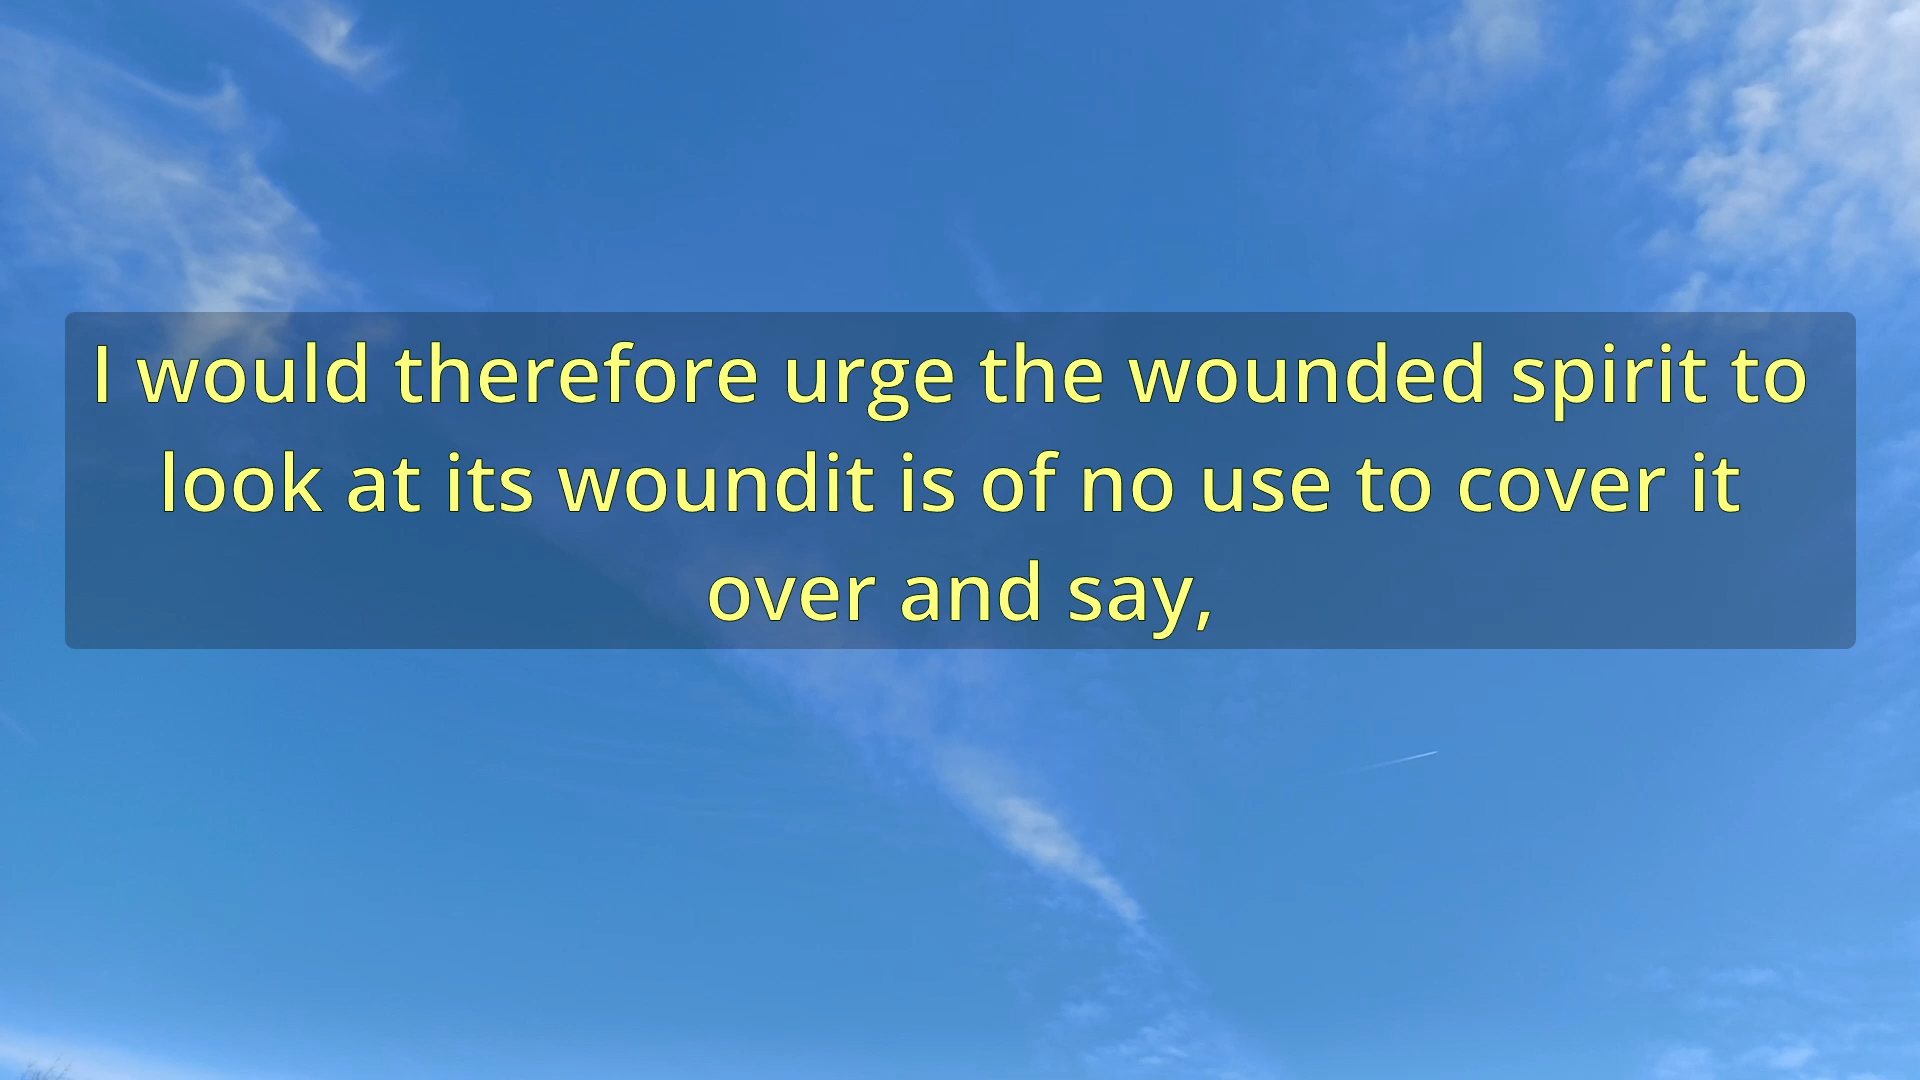 I would therefore urge the wounded spirit to
look at its woundit is of no use to cover it
over and say,